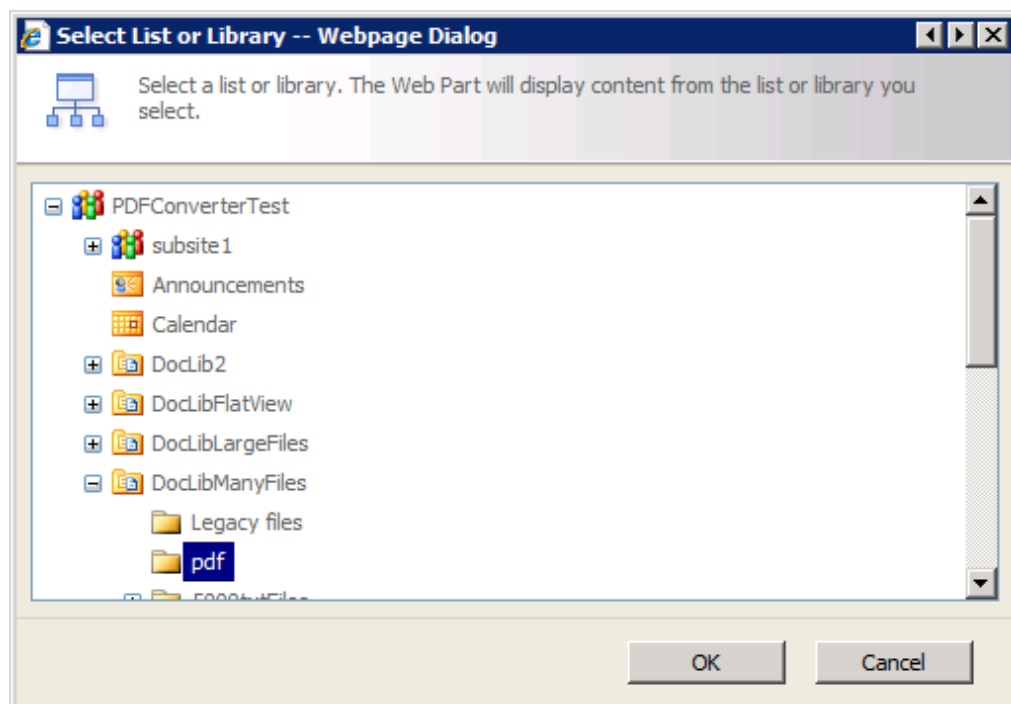 Select List or Library -- Webpage Dialog
Select a list or library. The Web Part will display content from the list or library you
select.
PDFConverterTest
subsite1
Announcements
Calendar
DocLib2
DocLibFlatView
DocLibLargeFiles
DocLibManyFiles
Legacy files
pdf
OK
Cancel